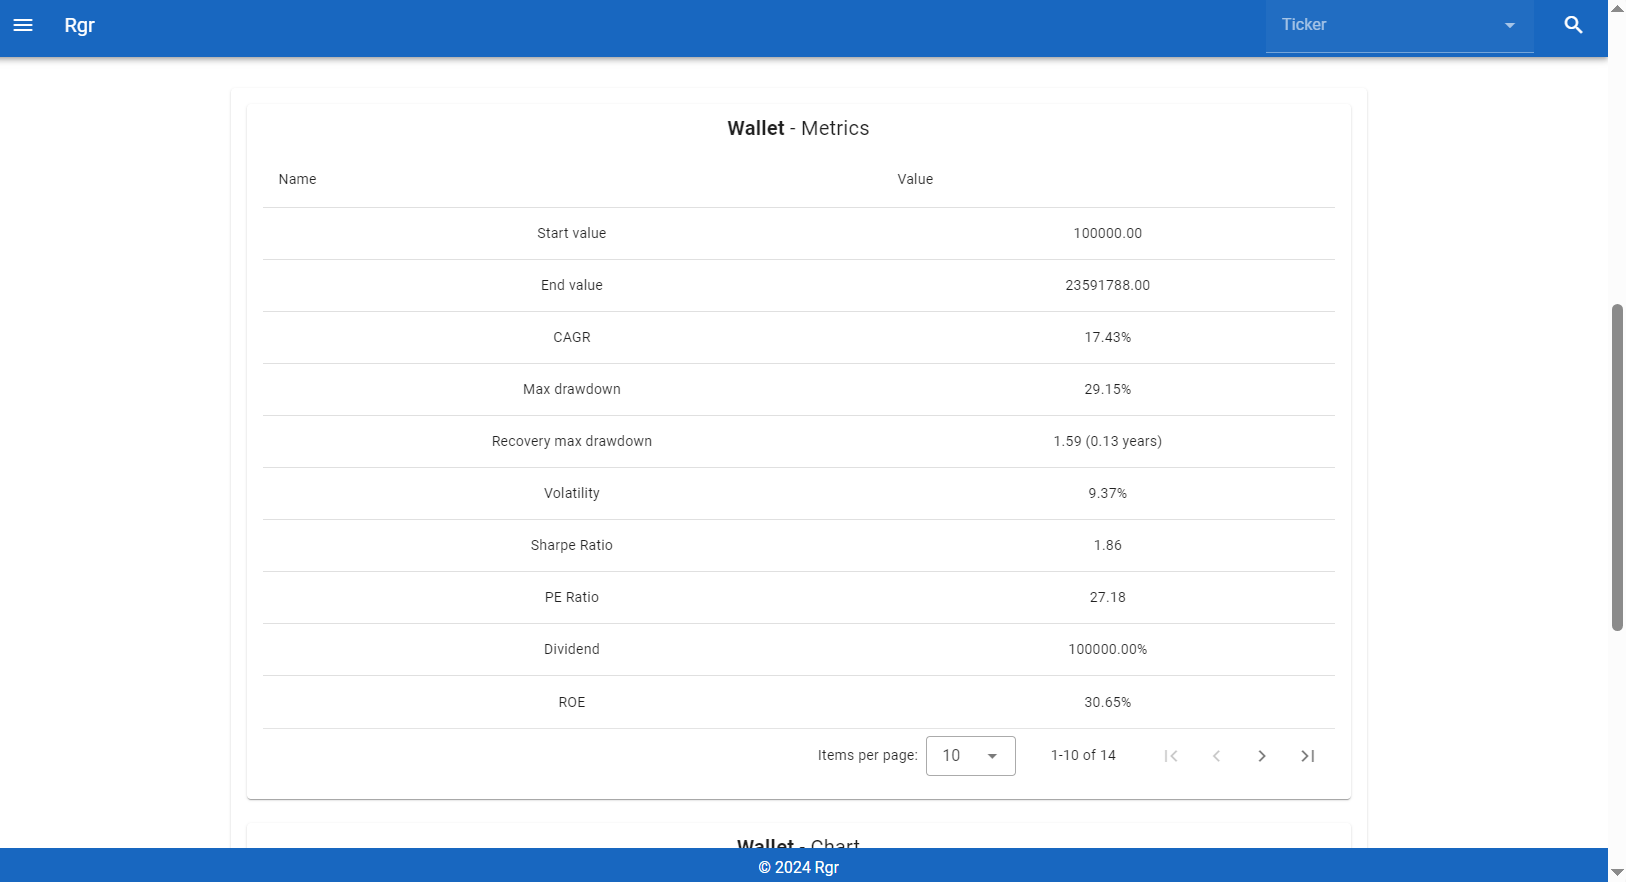 Rgr
Ticker
Wallet - Metrics
Name Value
Start value 100000.00
End value 23591788.00
CAGR 17.43%
Max drawdown 29.15%
Recovery max drawdown 1.59 (0.13 years)
Volatility 9.37%
Sharpe Ratio 1.86
PE Ratio 27.18
Dividend 100000.00%
ROE 30.65%
Items per page: 10 1-10 of 14
Wallet - Chart
© 2024 Rgr